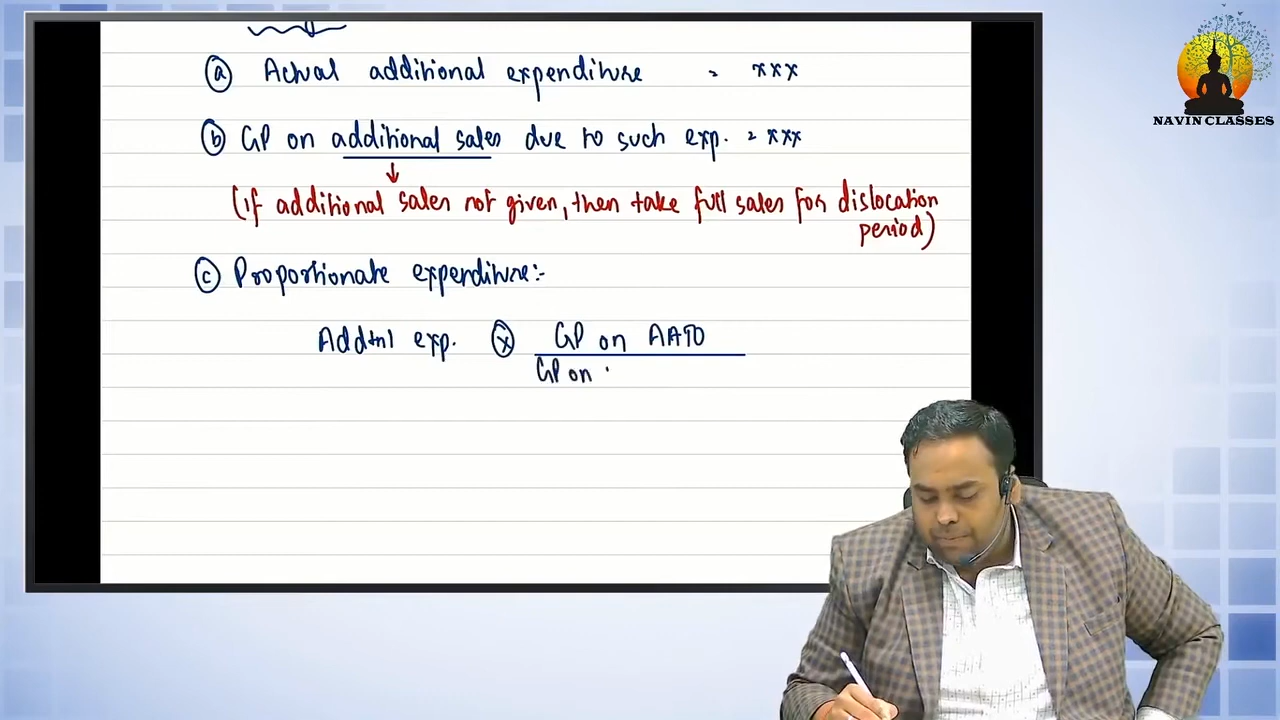 ⓐ Actual additional expenditure = xxx
ⓑ GP on additional sales due to such exp. = xxx
(if additional sales not given, then take full sales for dislocation
period)
ⓒ Proportionate expenditure:-
Addtnl exp. ⓧ GP on AATO
GP on
NAVIN CLASSES